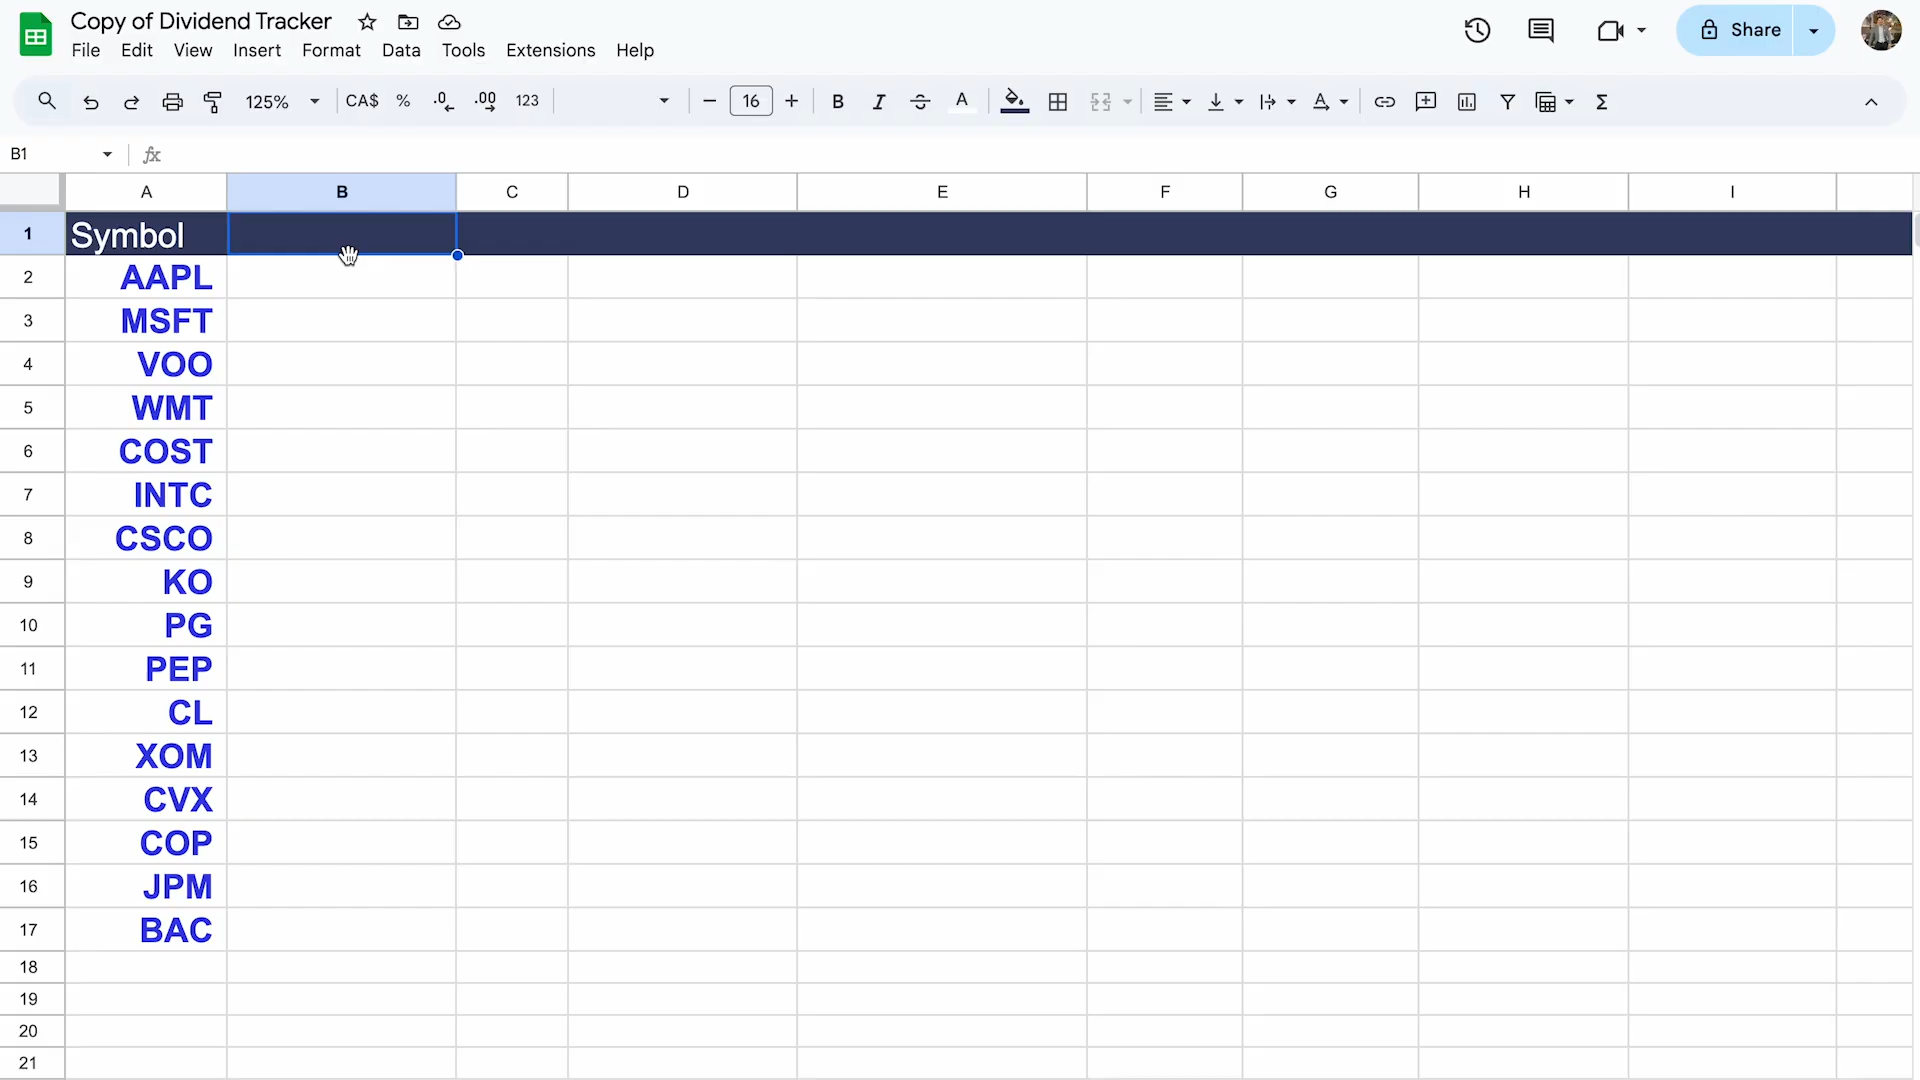 Copy of Dividend Tracker
File Edit View Insert Format Data Tools Extensions Help
Share
125% CA$ % .0 .00 123 16 B I S A Σ
B1 fx
A B C D E F G H I
1 Symbol
2 AAPL
3 MSFT
4 VOO
5 WMT
6 COST
7 INTC
8 CSCO
9 KO
10 PG
11 PEP
12 CL
13 XOM
14 CVX
15 COP
16 JPM
17 BAC
18
19
20
21